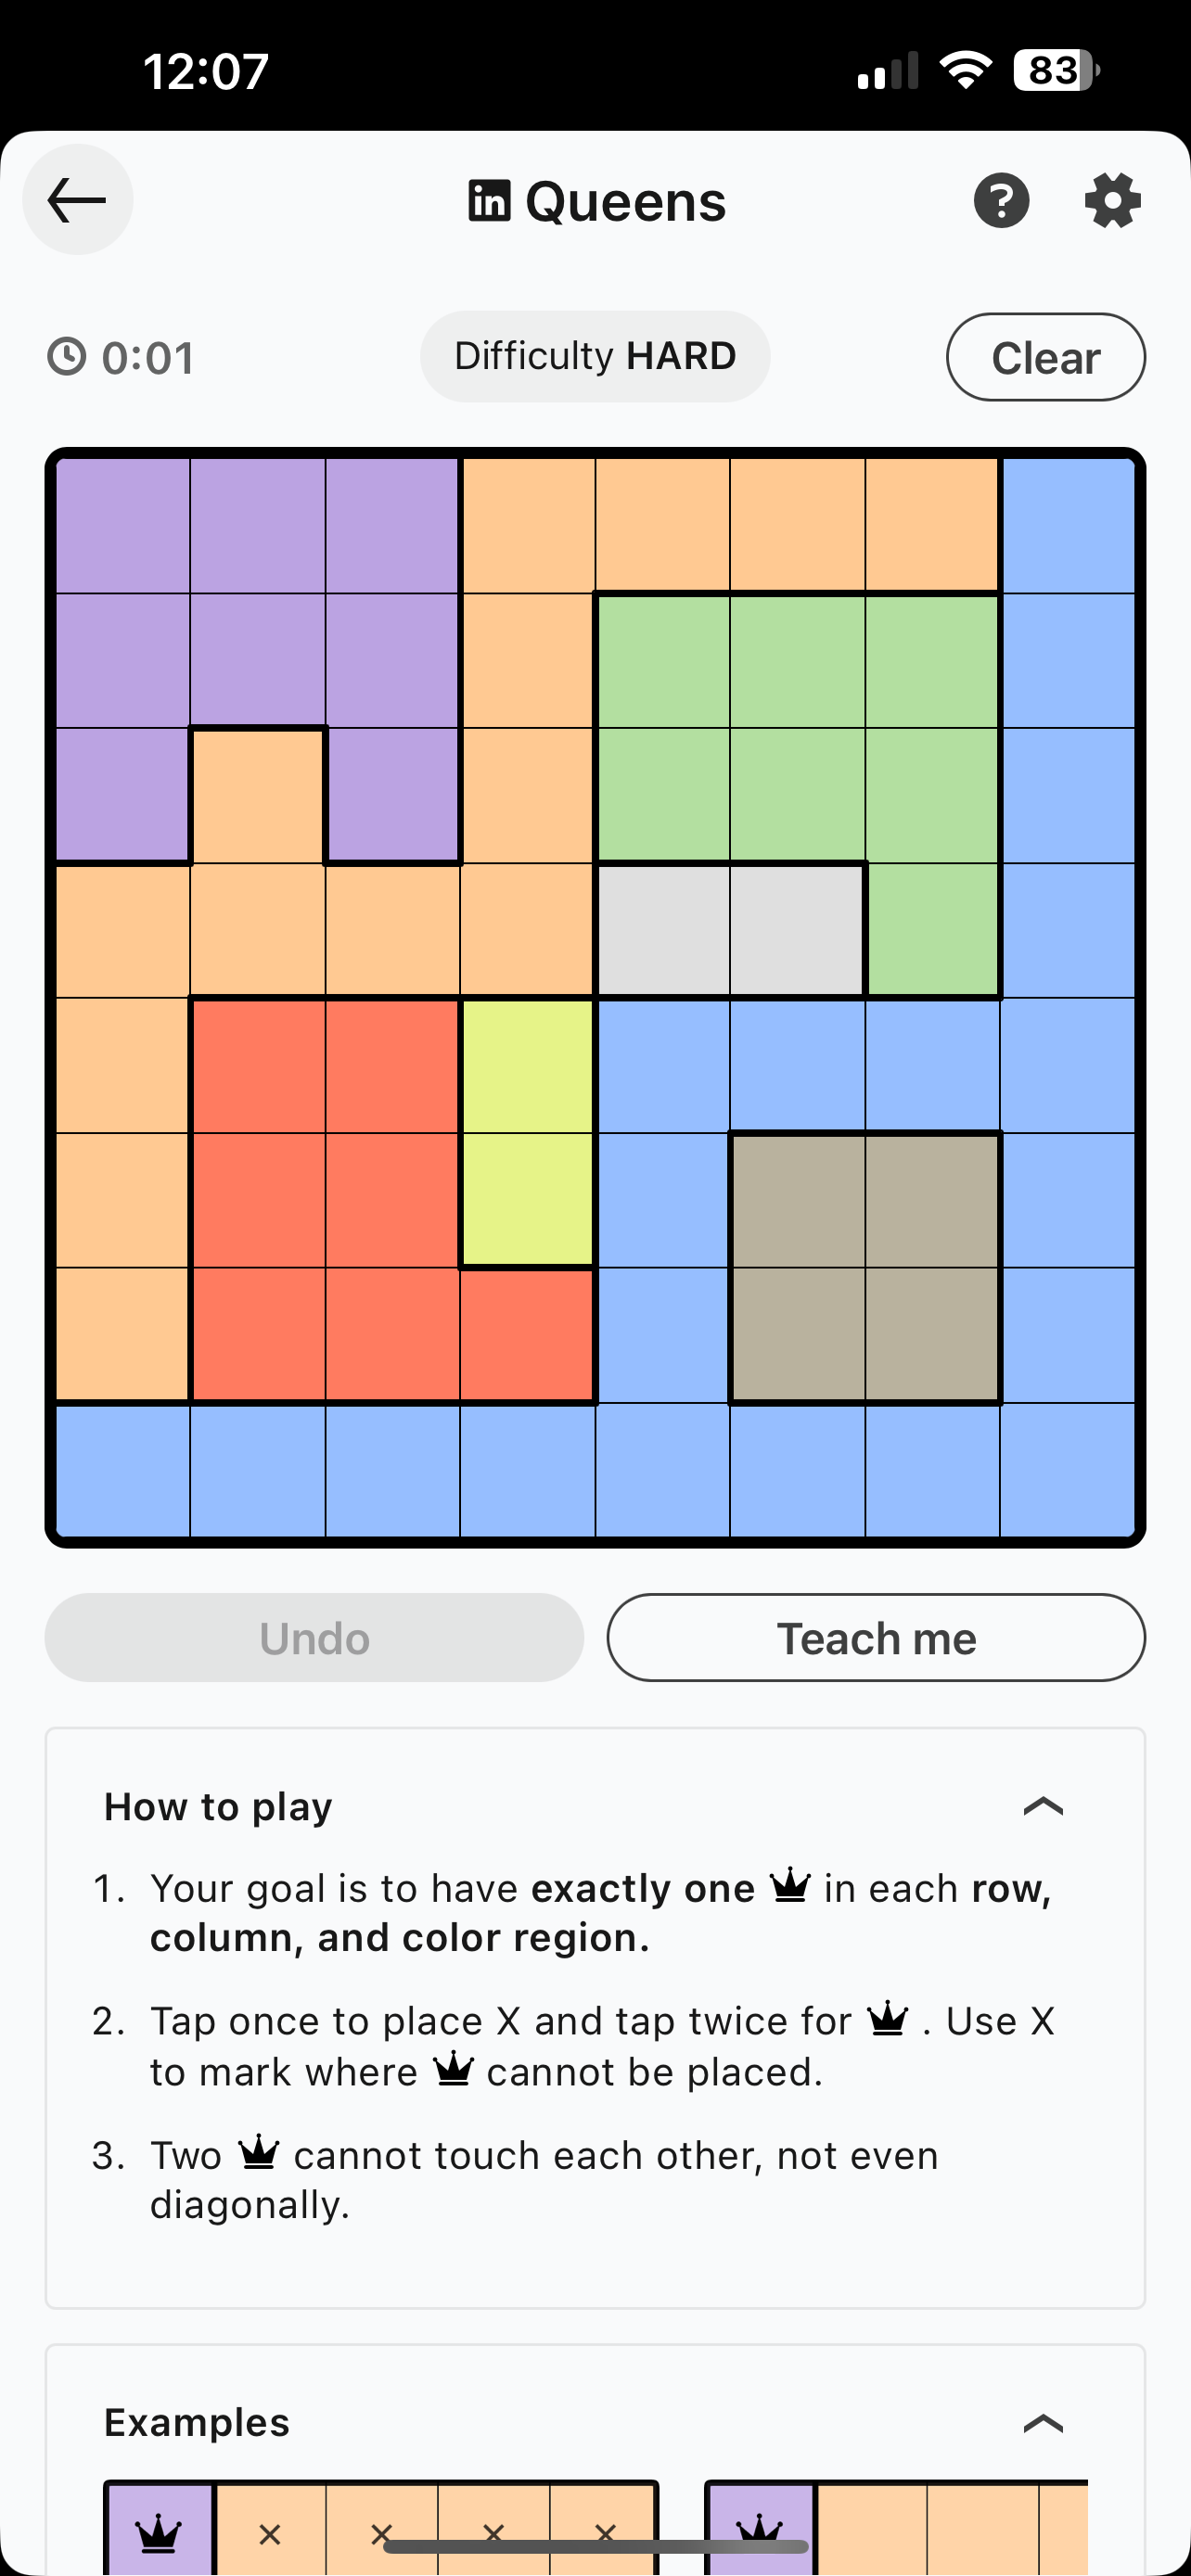 12:07
83
in Queens
?
0:01
Difficulty HARD
Clear
Undo
Teach me
How to play
1. Your goal is to have exactly one in each row,
column, and color region.
2. Tap once to place X and tap twice for . Use X
to mark where cannot be placed.
3. Two cannot touch each other, not even
diagonally.
Examples